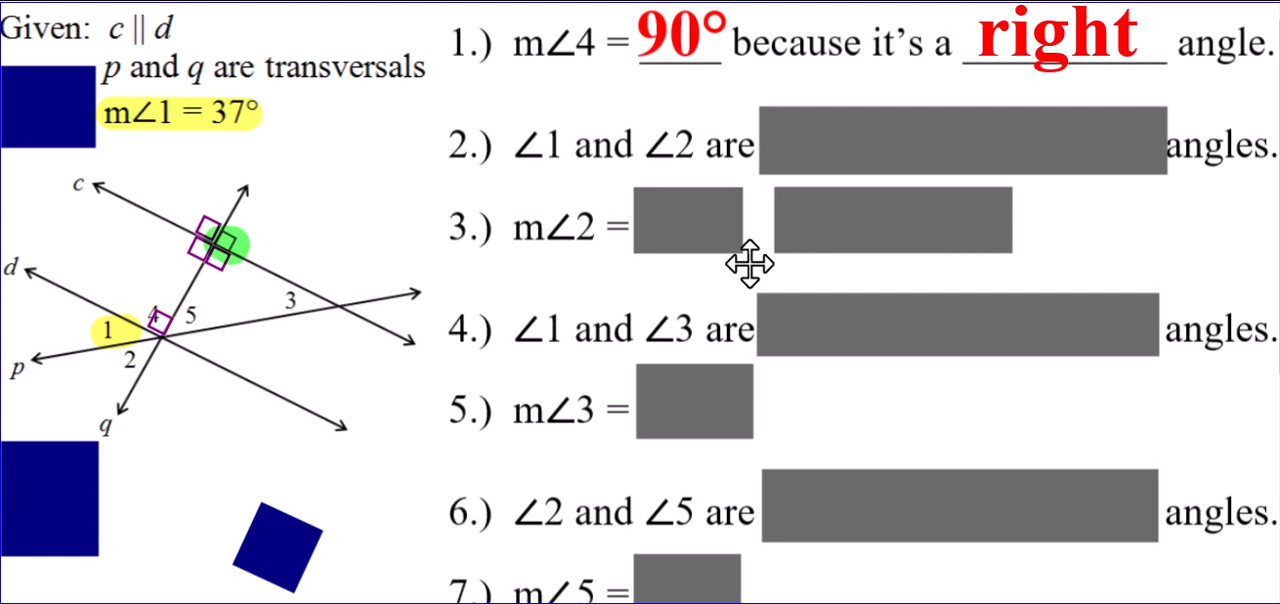 Given: c || d
p and q are transversals
m∠1 = 37°
1.) m∠4 = 90° because it’s a right angle.
2.) ∠1 and ∠2 are angles.
3.) m∠2 =
4.) ∠1 and ∠3 are angles.
5.) m∠3 =
6.) ∠2 and ∠5 are angles.
7.) m∠5 =
c
d
3
4 5
1
2
p
q